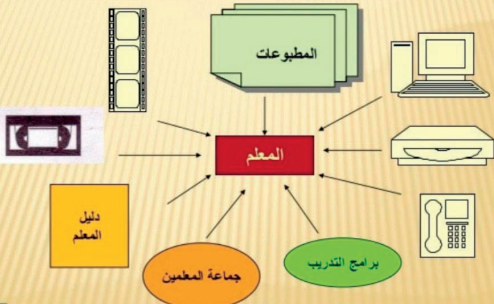 المطبوعات
المعلم
دليل
المعلم
جماعة المعلمين
برامج التدريب